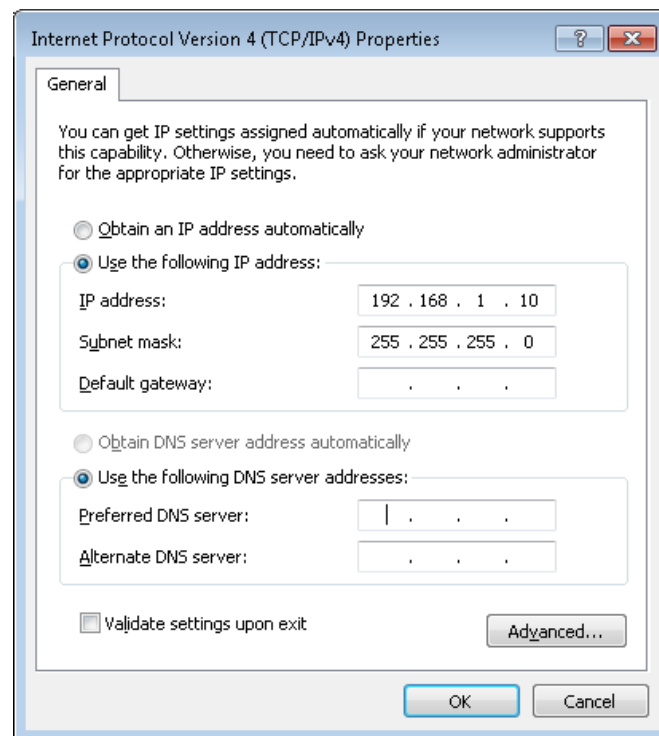 Internet Protocol Version 4 (TCP/IPv4) Properties
General
You can get IP settings assigned automatically if your network supports
this capability. Otherwise, you need to ask your network administrator
for the appropriate IP settings.
Obtain an IP address automatically
Use the following IP address:
IP address: 192 . 168 . 1 . 10
Subnet mask: 255 . 255 . 255 . 0
Default gateway: . . .
Obtain DNS server address automatically
Use the following DNS server addresses:
Preferred DNS server: . . .
Alternate DNS server: . . .
Validate settings upon exit
Advanced...
OK Cancel